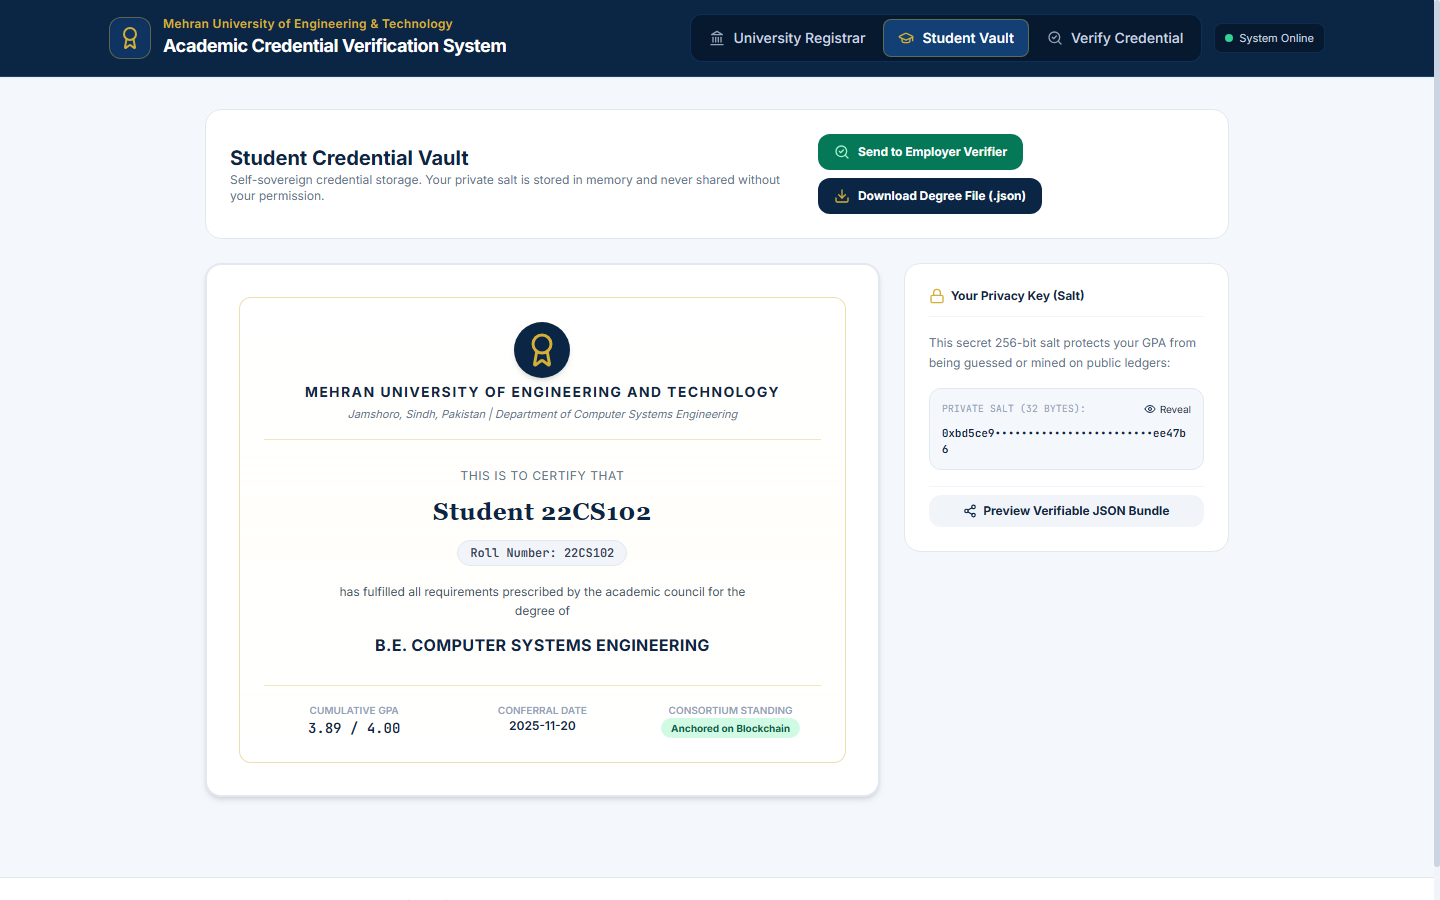 Mehran University of Engineering & Technology
Academic Credential Verification System
University Registrar
Student Vault
Verify Credential
System Online
Student Credential Vault
Self-sovereign credential storage. Your private salt is stored in memory and never shared without
your permission.
Send to Employer Verifier
Download Degree File (.json)
MEHRAN UNIVERSITY OF ENGINEERING AND TECHNOLOGY
Jamshoro, Sindh, Pakistan | Department of Computer Systems Engineering
THIS IS TO CERTIFY THAT
Student 22CS102
Roll Number: 22CS102
has fulfilled all requirements prescribed by the academic council for the
degree of
B.E. COMPUTER SYSTEMS ENGINEERING
CUMULATIVE GPA
3.89 / 4.00
CONFERRAL DATE
2025-11-20
CONSORTIUM STANDING
Anchored on Blockchain
Your Privacy Key (Salt)
This secret 256-bit salt protects your GPA from
being guessed or mined on public ledgers:
PRIVATE SALT (32 BYTES):
Reveal
0xbd5ce9••••••••••••••••••••••••ee47b
6
Preview Verifiable JSON Bundle